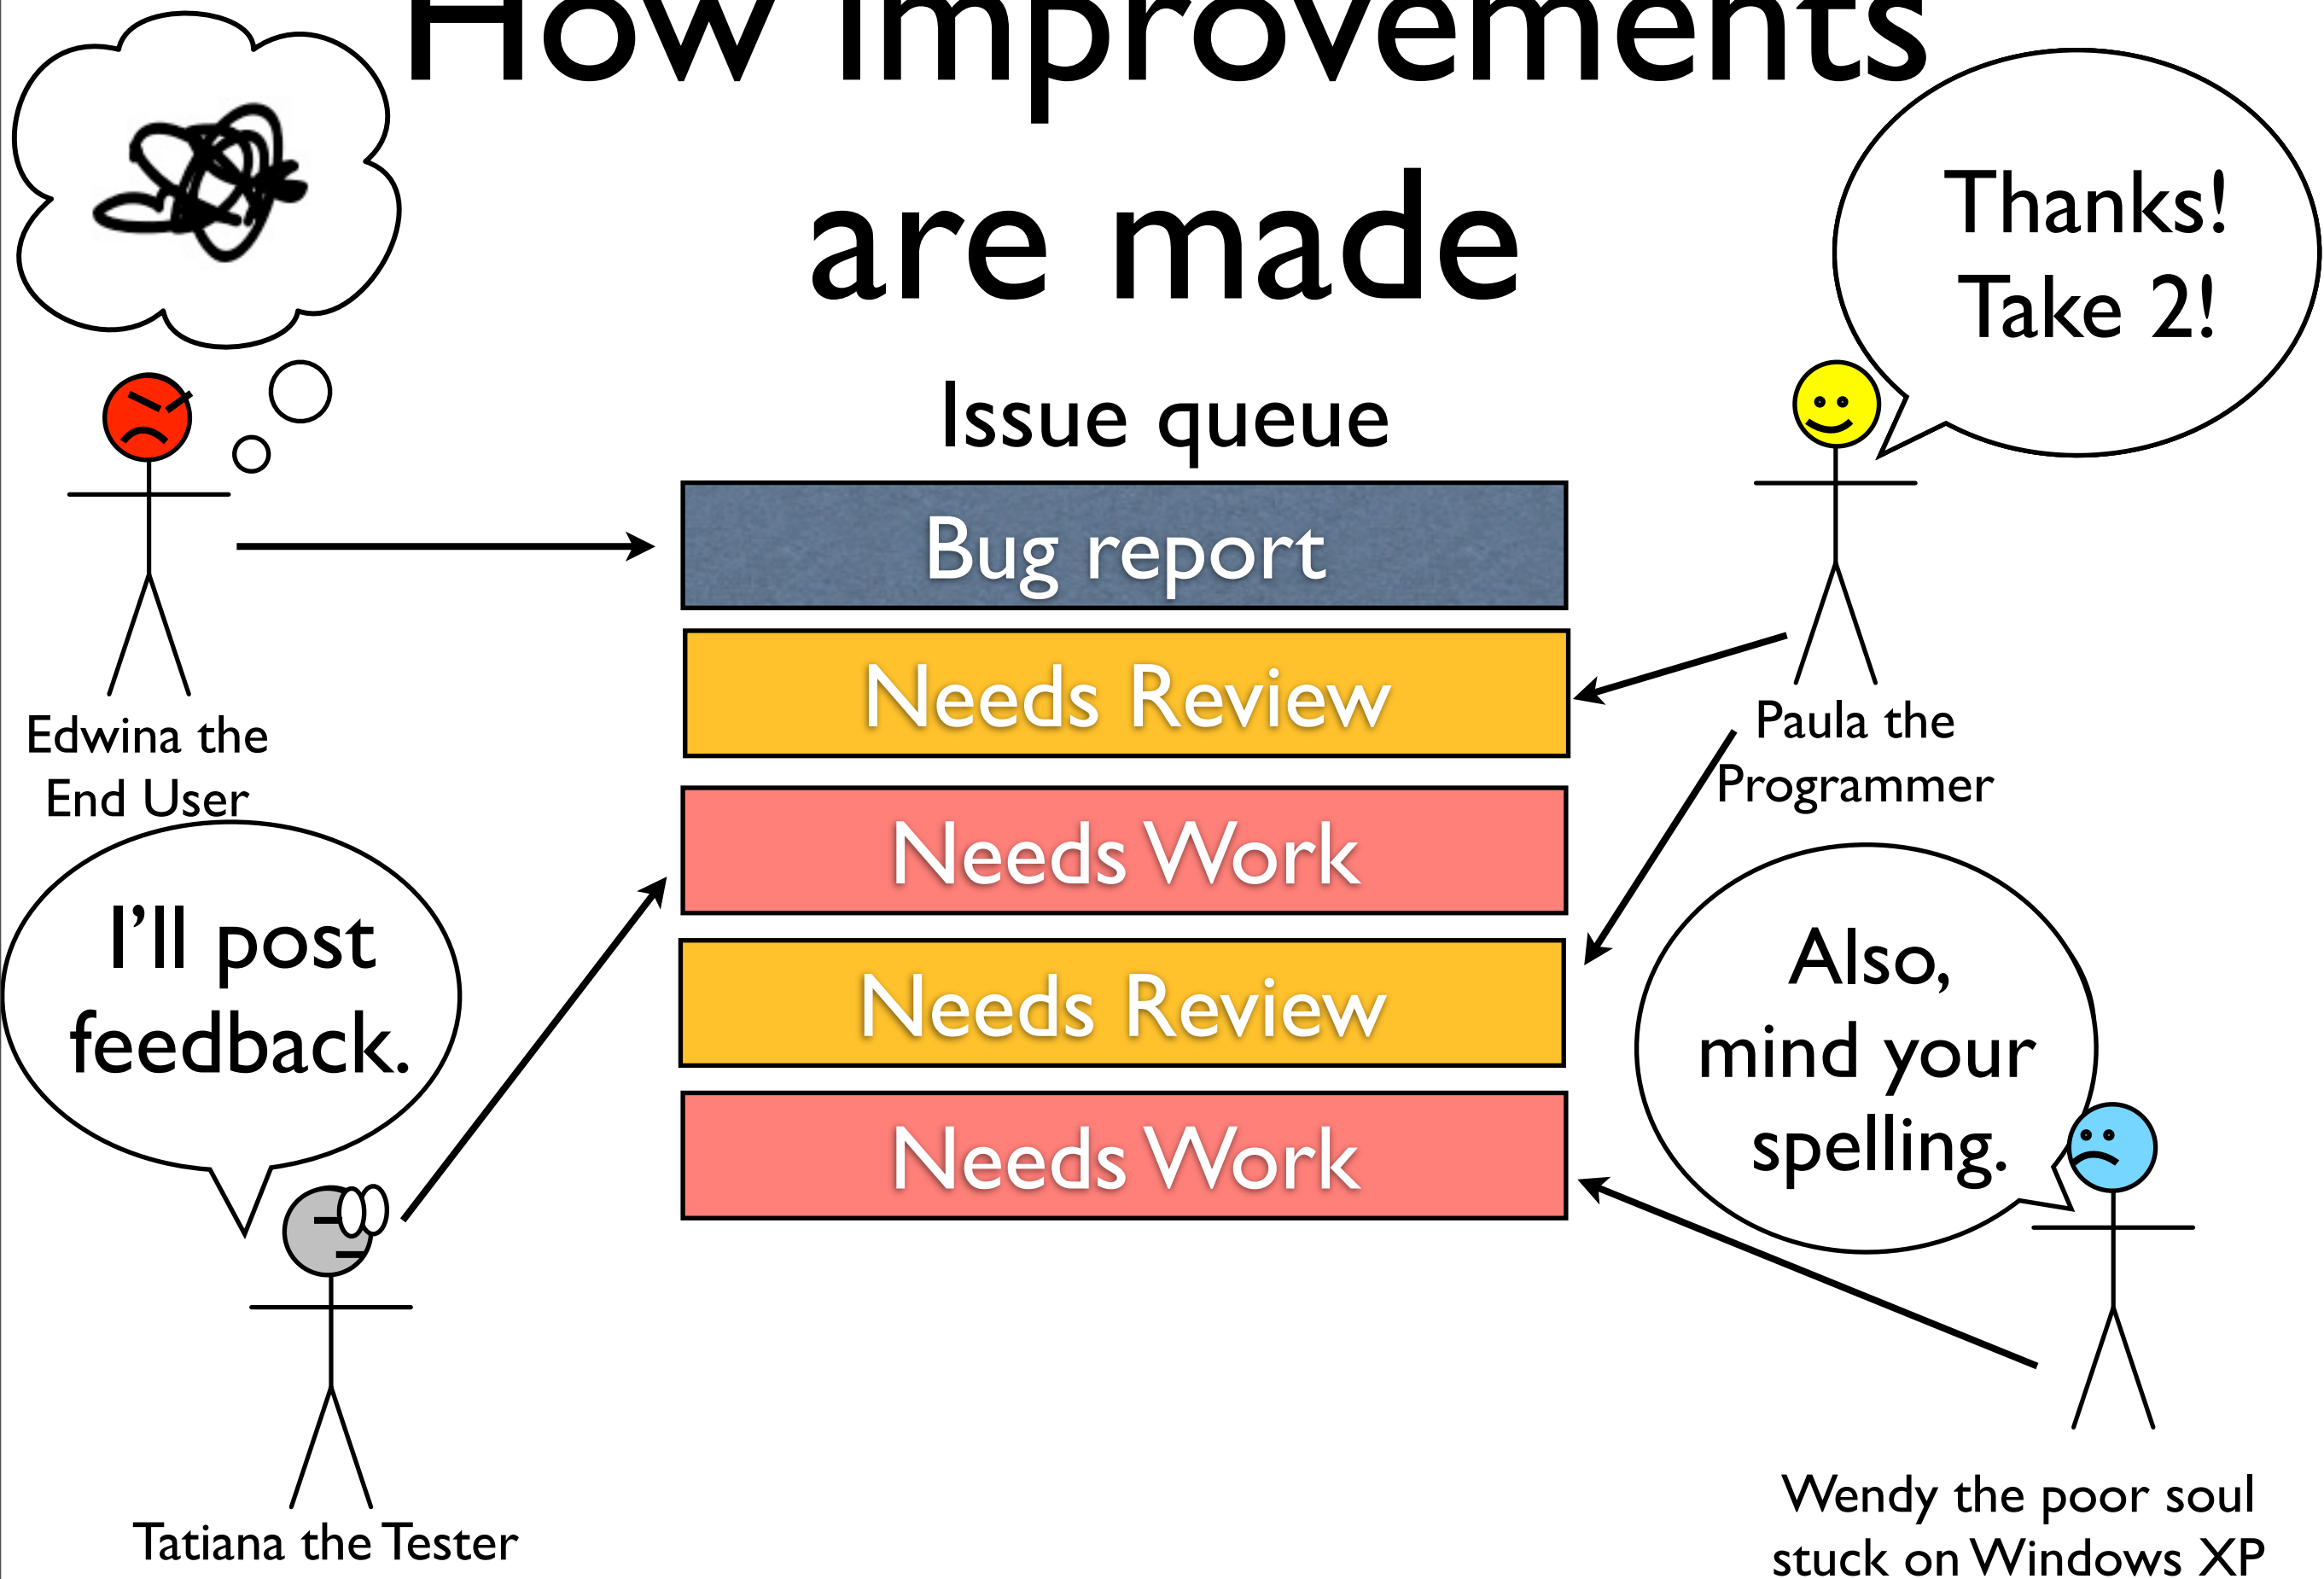 How improvements
are made
Thanks!
Take 2!
Issue queue
Bug report
Needs Review
Needs Work
Needs Review
Needs Work
Edwina the
End User
Paula the
Programmer
I'll post
feedback.
Also,
mind your
spelling.
Tatiana the Tester
Wendy the poor soul
stuck on Windows XP